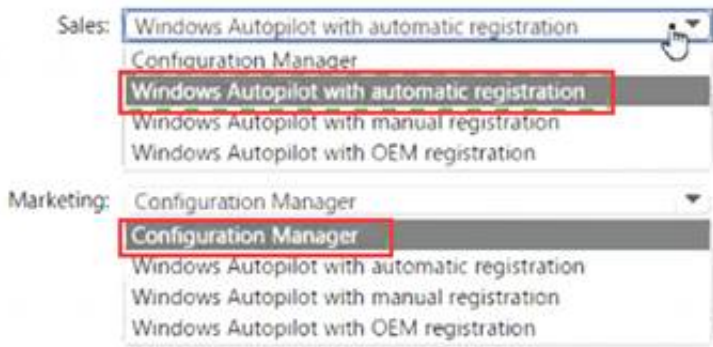 Sales: Windows Autopilot with automatic registration
Configuration Manager
Windows Autopilot with automatic registration
Windows Autopilot with manual registration
Windows Autopilot with OEM registration
Marketing: Configuration Manager
Configuration Manager
Windows Autopilot with automatic registration
Windows Autopilot with manual registration
Windows Autopilot with OEM registration